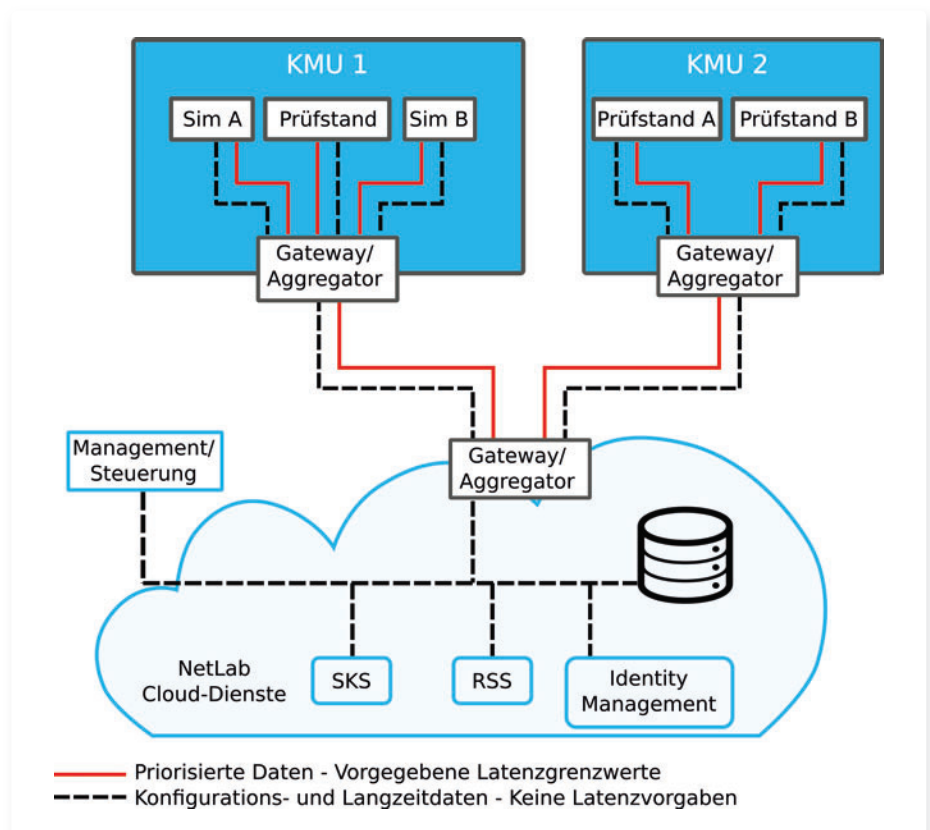 KMU 1
KMU 2
Sim A
Prüfstand
Sim B
Prüfstand A
Prüfstand B
Gateway/
Aggregator
Gateway/
Aggregator
Management/
Steuerung
Gateway/
Aggregator
NetLab
Cloud-Dienste
SKS
RSS
Identity
Management
Priorisierte Daten - Vorgegebene Latenzgrenzwerte
Konfigurations- und Langzeitdaten - Keine Latenzvorgaben